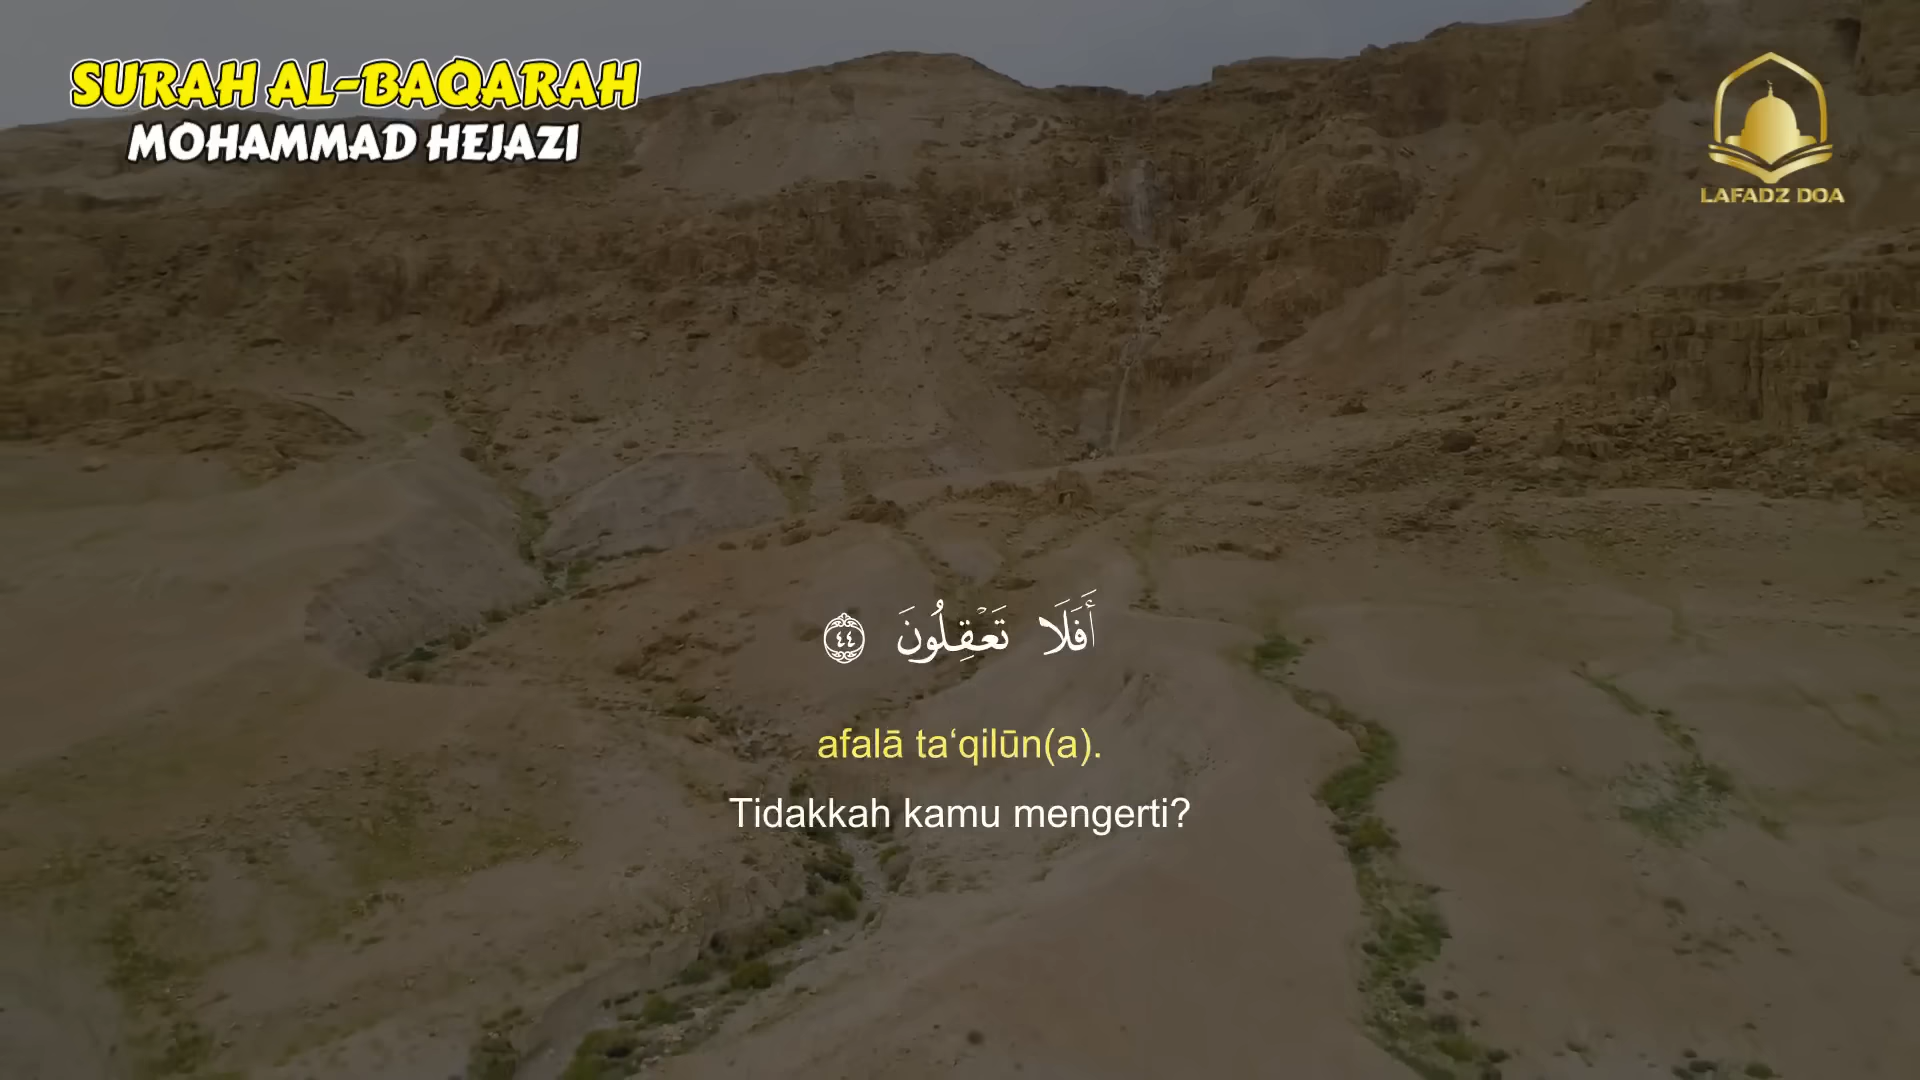 SURAH AL-BAQARAH
MOHAMMAD HEJAZI
LAFADZ DOA
أَفَلَا تَعْقِلُونَ ٤٤
afalā ta‘qilūn(a).
Tidakkah kamu mengerti?